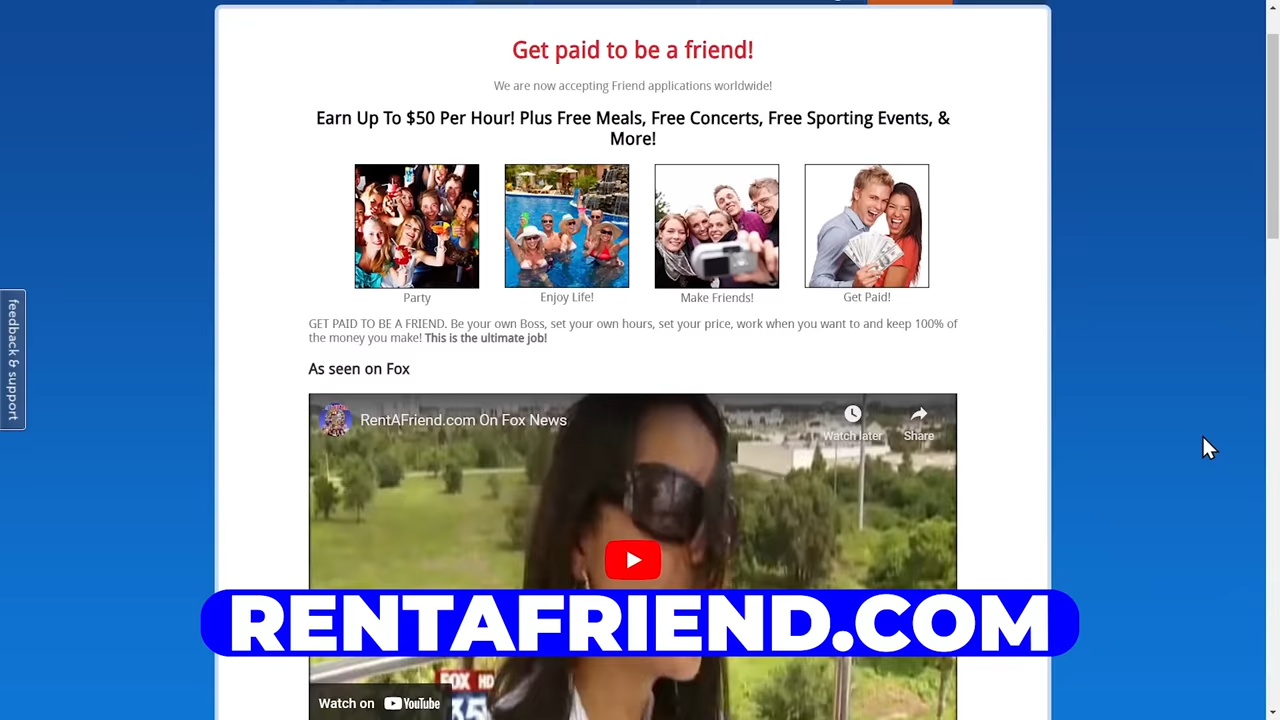 Get paid to be a friend!
We are now accepting Friend applications worldwide!
Earn Up To $50 Per Hour! Plus Free Meals, Free Concerts, Free Sporting Events, &
More!
Party
Enjoy Life!
Make Friends!
Get Paid!
GET PAID TO BE A FRIEND. Be your own Boss, set your own hours, set your price, work when you want to and keep 100% of
the money you make! This is the ultimate job!
feedback & support
As seen on Fox
RentAFriend.com On Fox News
Watch later
Share
RENTAFRIEND.COM
FOX HD
35
Watch on YouTube